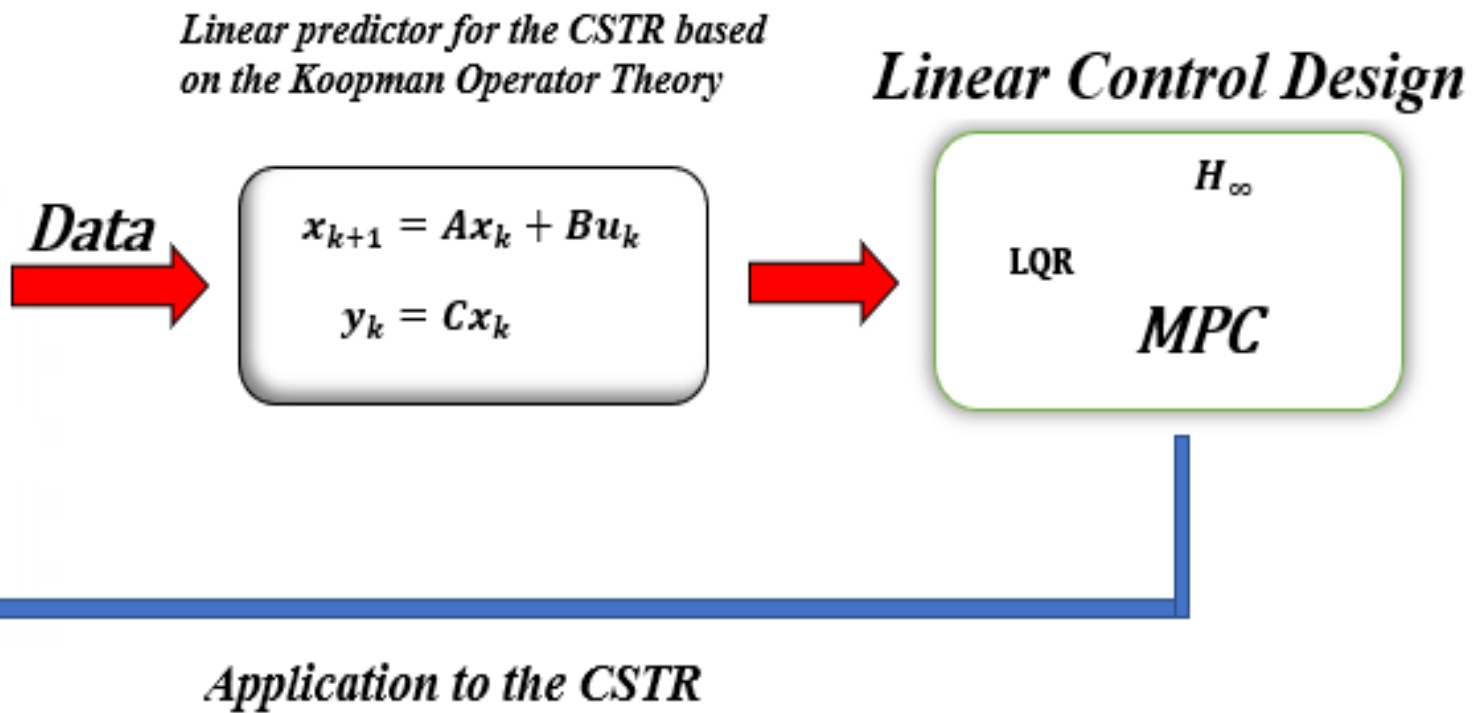 Linear predictor for the CSTR based
on the Koopman Operator Theory
Linear Control Design
Data
x_{k+1} = Ax_k + Bu_k
y_k = Cx_k
H_∞
LQR
MPC
Application to the CSTR